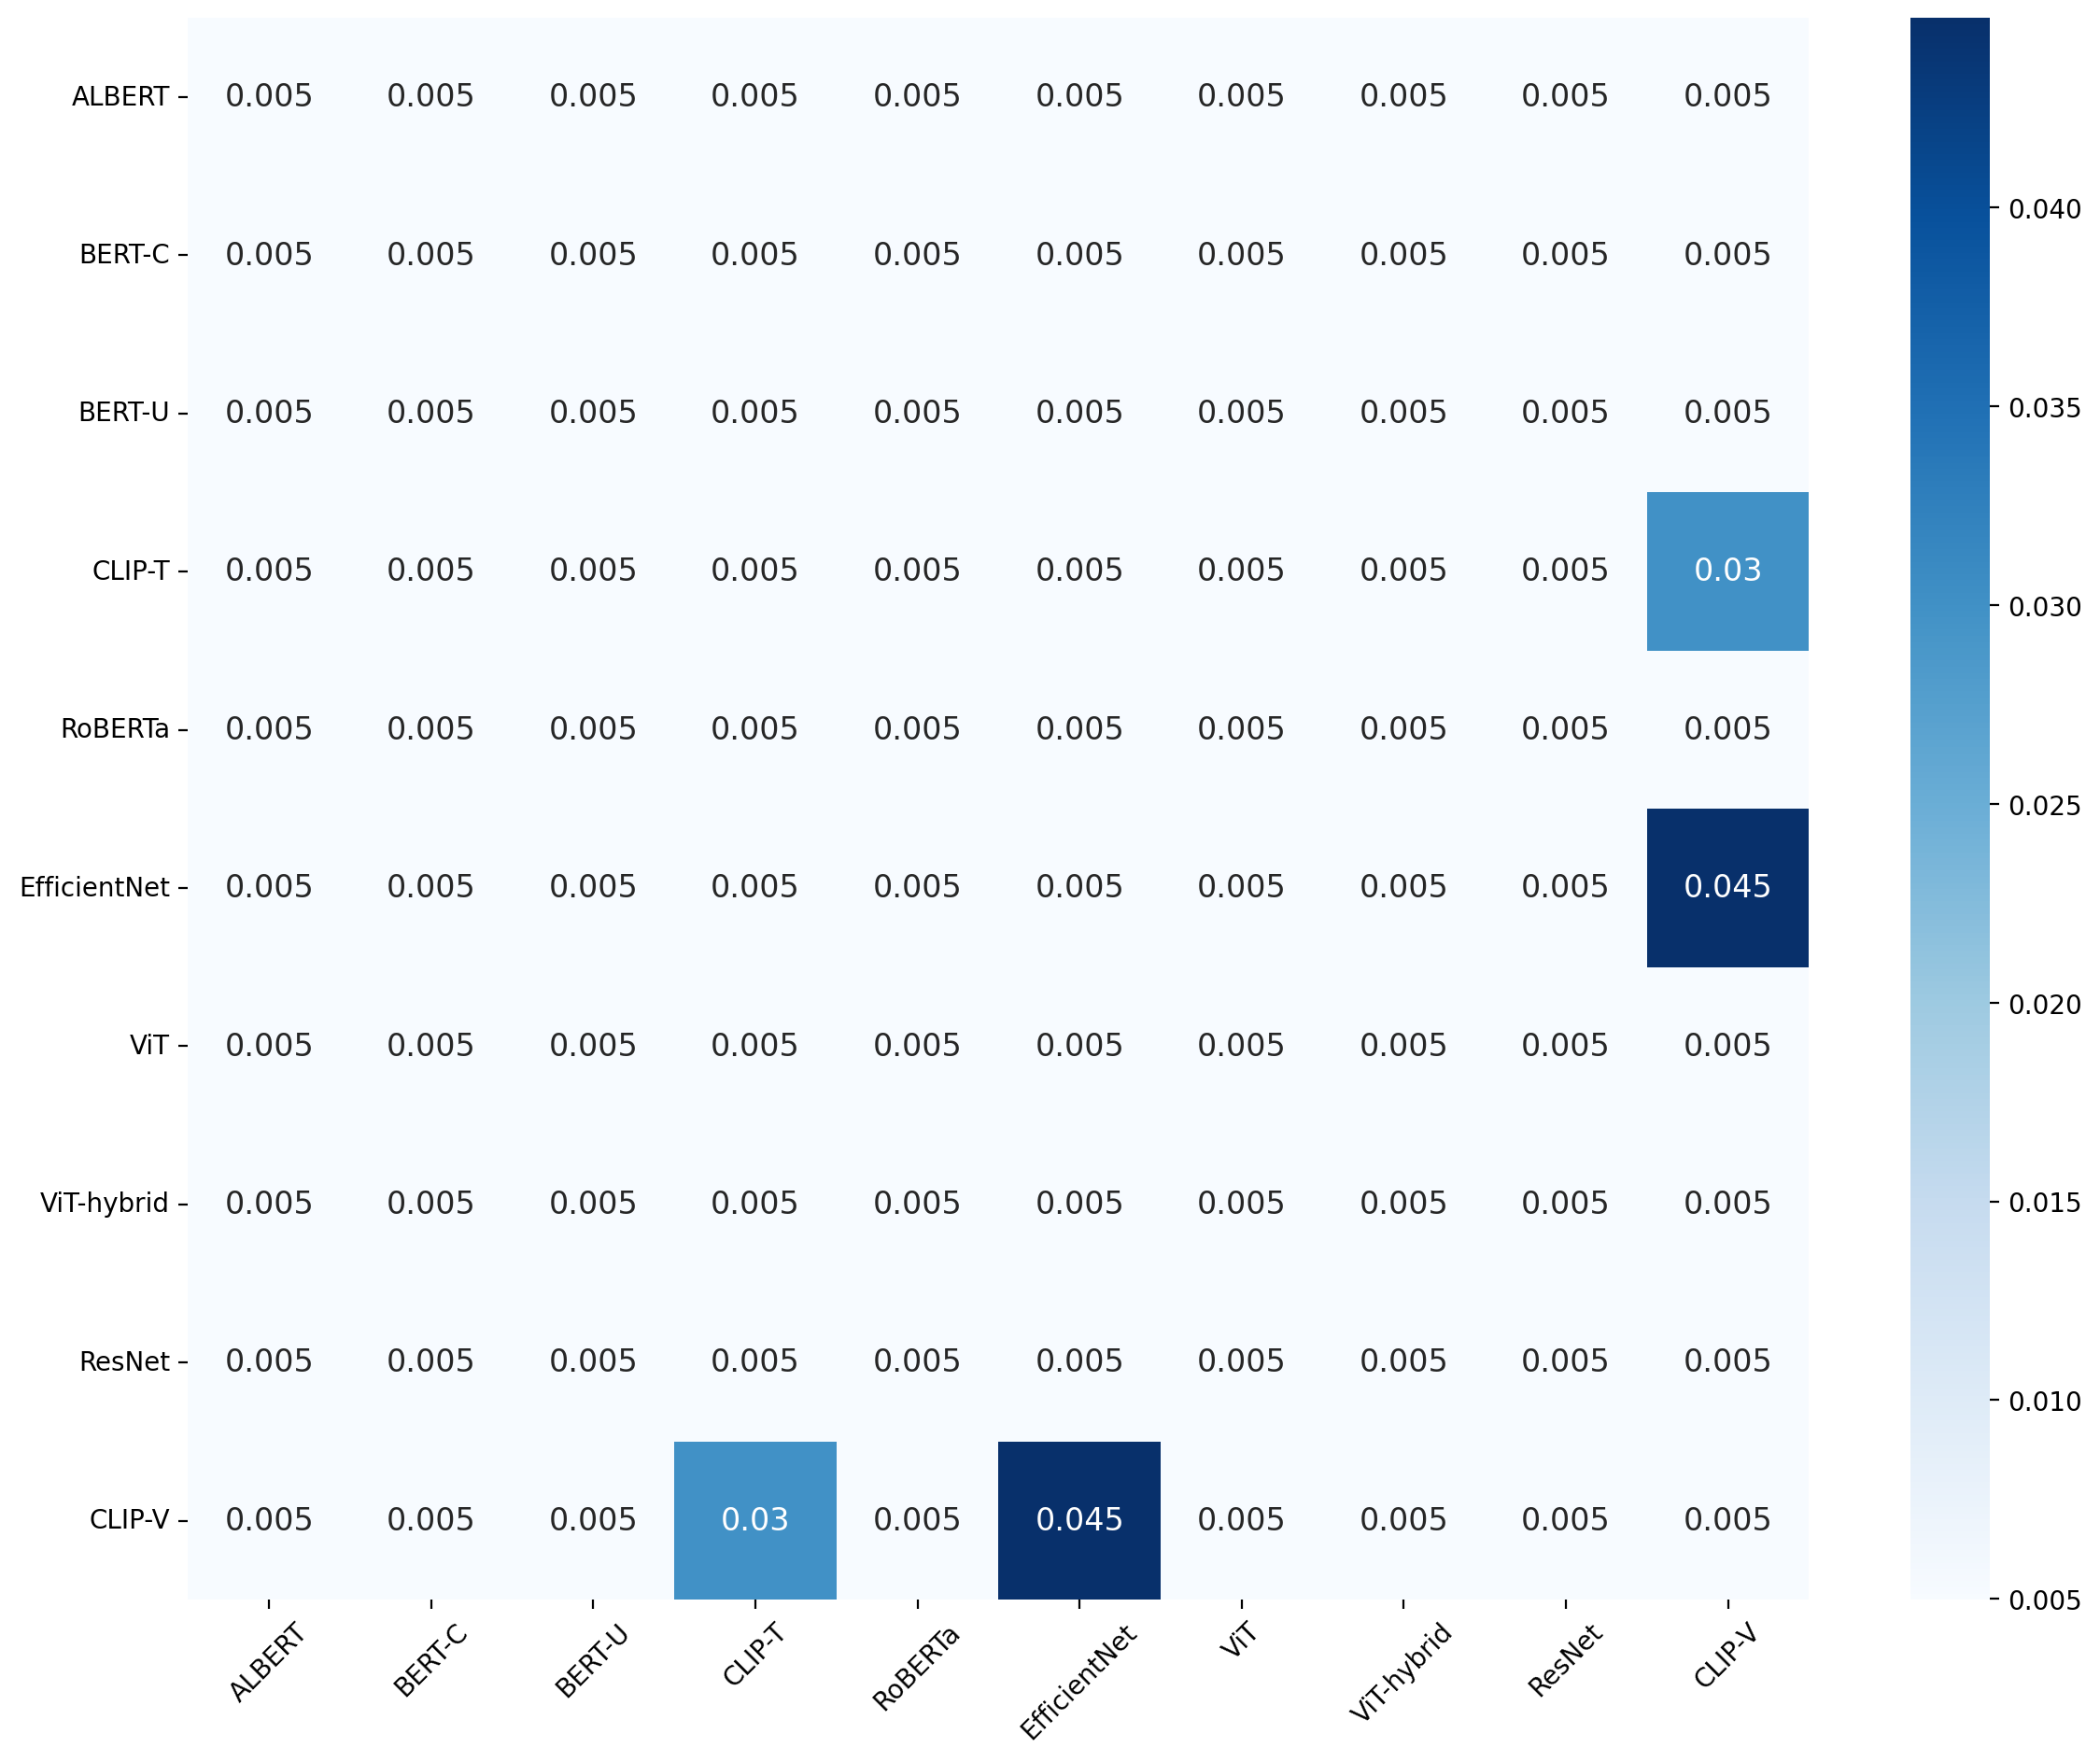 ALBERT 0.005 0.005 0.005 0.005 0.005 0.005 0.005 0.005 0.005 0.005
BERT-C 0.005 0.005 0.005 0.005 0.005 0.005 0.005 0.005 0.005 0.005
BERT-U 0.005 0.005 0.005 0.005 0.005 0.005 0.005 0.005 0.005 0.005
CLIP-T 0.005 0.005 0.005 0.005 0.005 0.005 0.005 0.005 0.005 0.03
RoBERTa 0.005 0.005 0.005 0.005 0.005 0.005 0.005 0.005 0.005 0.005
EfficientNet 0.005 0.005 0.005 0.005 0.005 0.005 0.005 0.005 0.005 0.045
ViT 0.005 0.005 0.005 0.005 0.005 0.005 0.005 0.005 0.005 0.005
ViT-hybrid 0.005 0.005 0.005 0.005 0.005 0.005 0.005 0.005 0.005 0.005
ResNet 0.005 0.005 0.005 0.005 0.005 0.005 0.005 0.005 0.005 0.005
CLIP-V 0.005 0.005 0.005 0.03 0.005 0.045 0.005 0.005 0.005 0.005
ALBERT BERT-C BERT-U CLIP-T RoBERTa EfficientNet ViT ViT-hybrid ResNet CLIP-V
0.040
0.035
0.030
0.025
0.020
0.015
0.010
0.005